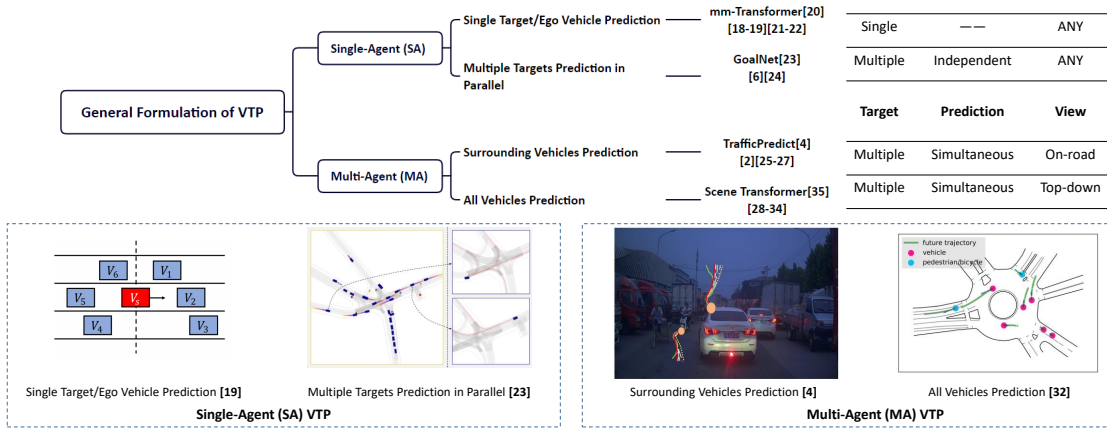 General Formulation of VTP
Single-Agent (SA)
Single Target/Ego Vehicle Prediction
mm-Transformer[20]
[18-19][21-22]
Multiple Targets Prediction in
Parallel
GoalNet[23]
[6][24]
Multi-Agent (MA)
Surrounding Vehicles Prediction
TrafficPredict[4]
[2][25-27]
All Vehicles Prediction
Scene Transformer[35]
[28-34]
Single —— ANY
Multiple Independent ANY
Target Prediction View
Multiple Simultaneous On-road
Multiple Simultaneous Top-down
V6 V1
V5 Vs V2
V4 V3
Single Target/Ego Vehicle Prediction [19]
Multiple Targets Prediction in Parallel [23]
Single-Agent (SA) VTP
future trajectory
vehicle
pedestrian/bicycle
Surrounding Vehicles Prediction [4]
All Vehicles Prediction [32]
Multi-Agent (MA) VTP